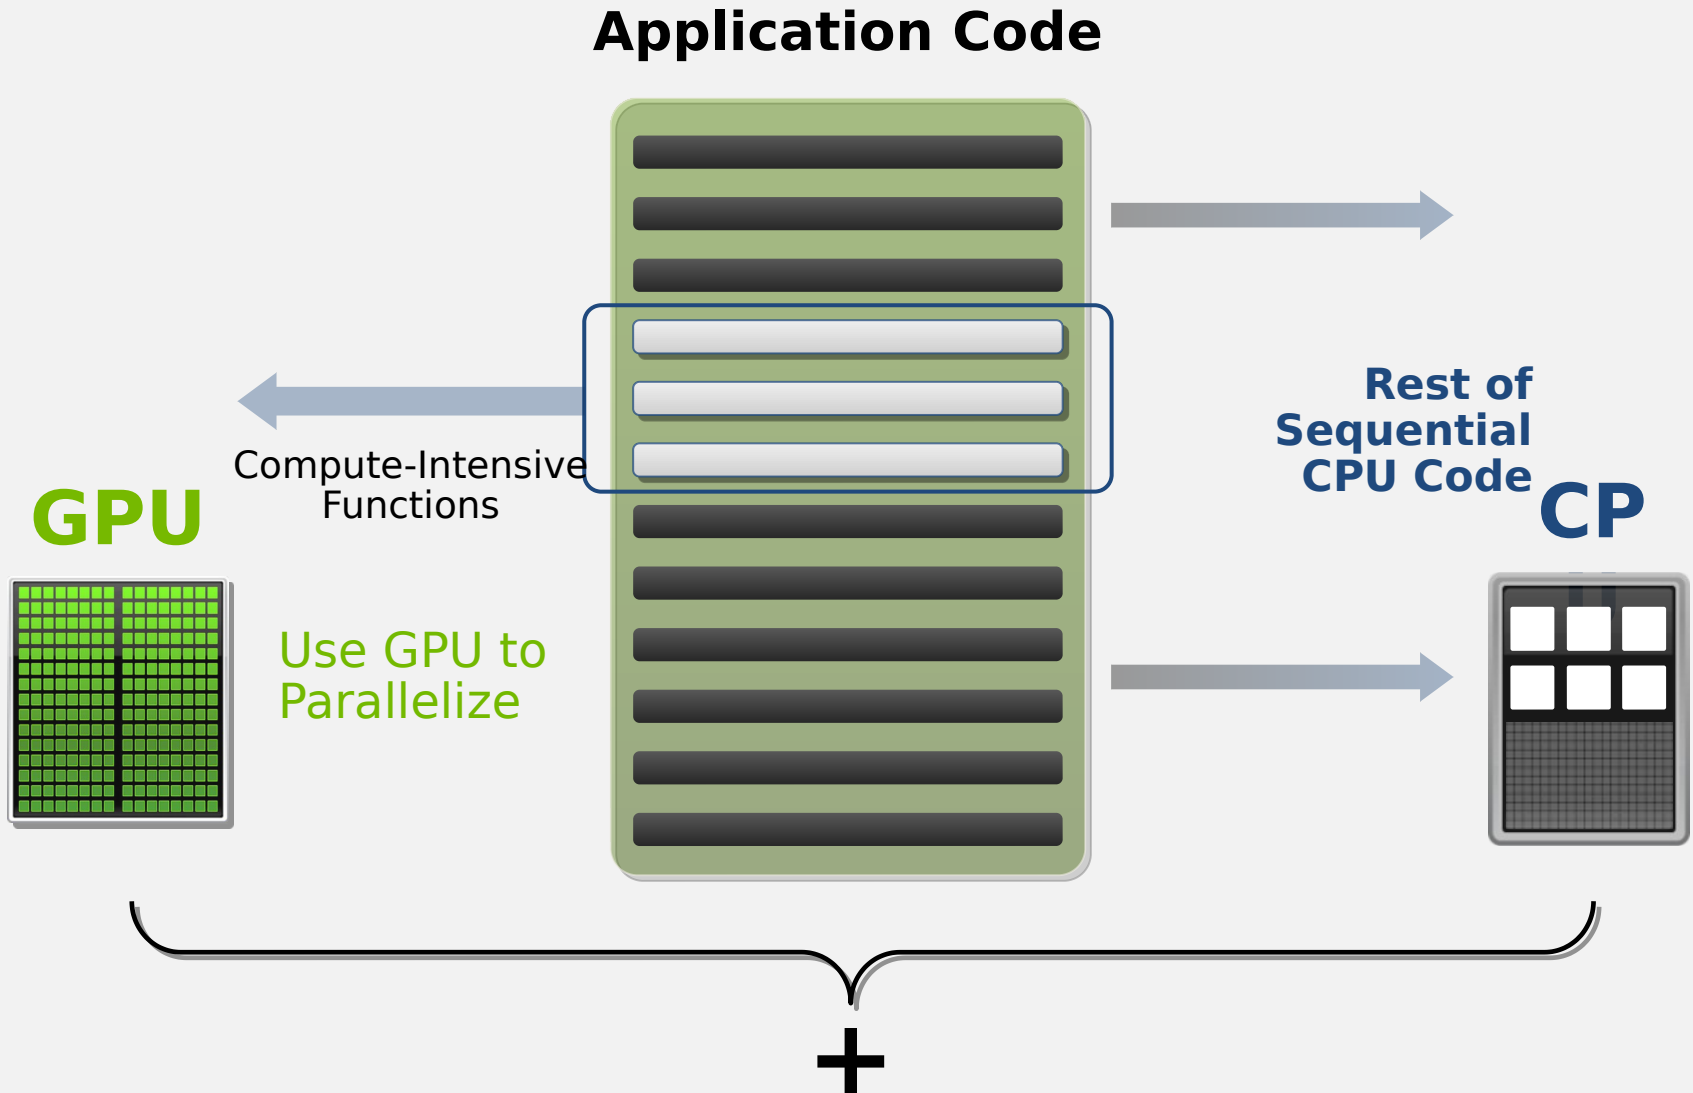 Application Code
Compute-Intensive
Functions
GPU
Use GPU to
Parallelize
Rest of
Sequential
CPU Code
CP
+